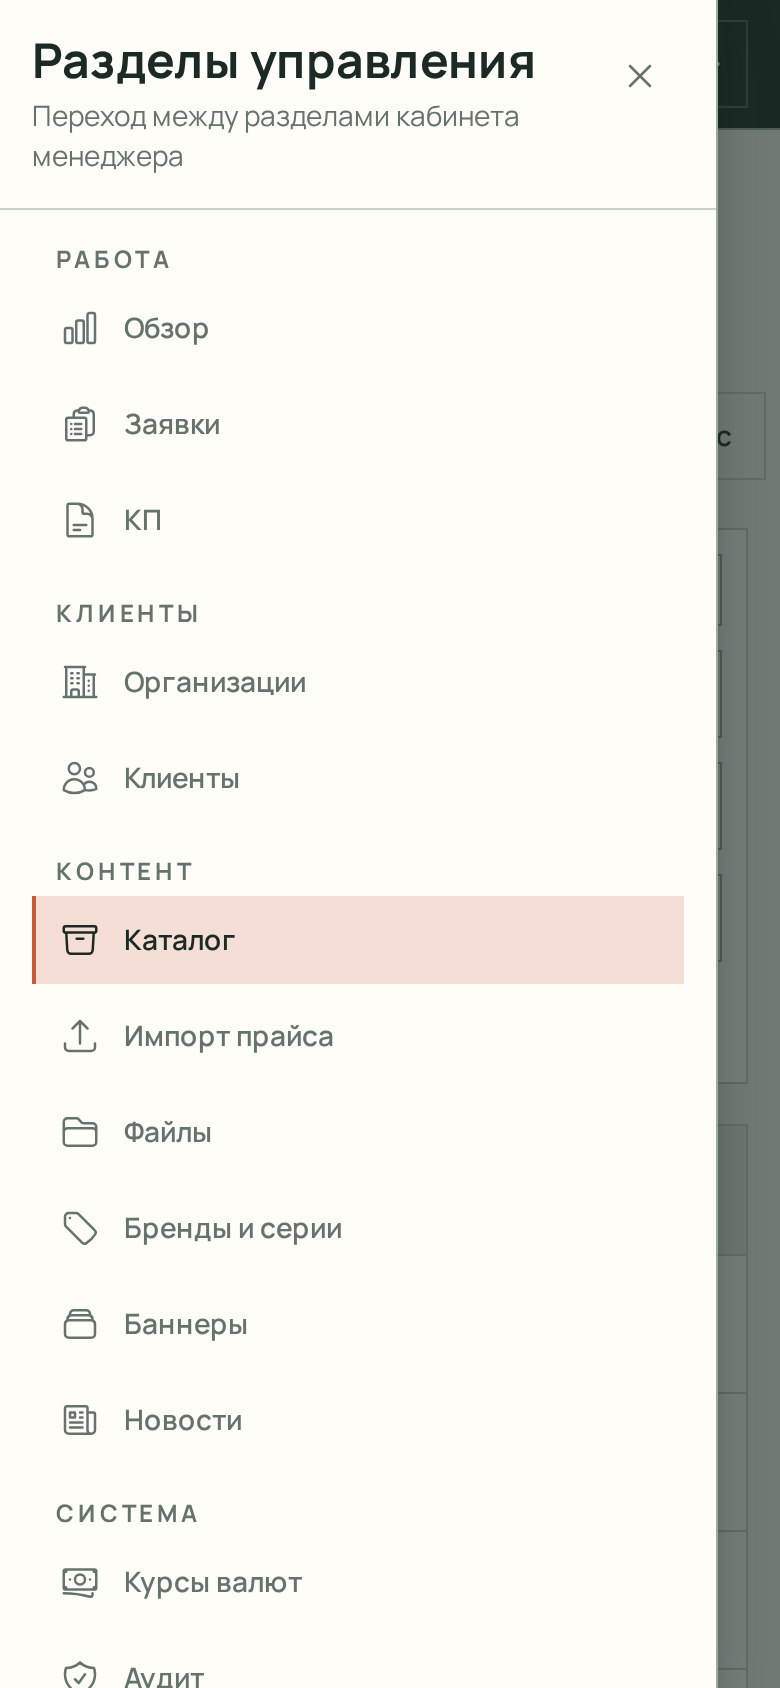 Разделы управления
Переход между разделами кабинета
менеджера
РАБОТА
Обзор
Заявки
КП
КЛИЕНТЫ
Организации
Клиенты
КОНТЕНТ
Каталог
Импорт прайса
Файлы
Бренды и серии
Баннеры
Новости
СИСТЕМА
Курсы валют
Аудит